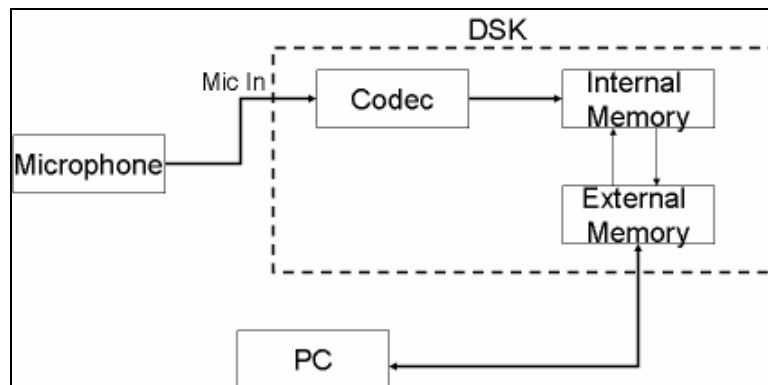 DSK
Mic In
Codec
Internal
Memory
Microphone
External
Memory
PC